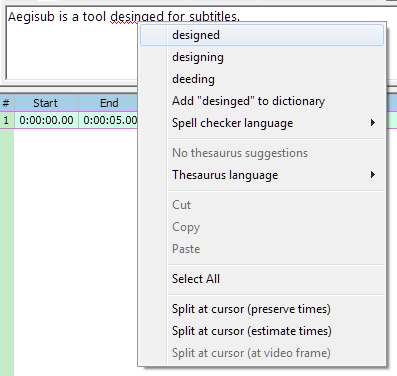 Aegisub is a tool desinged for subtitles.
designed
designing
deeding
Add "desinged" to dictionary
Spell checker language
No thesaurus suggestions
Thesaurus language
Cut
Copy
Paste
Select All
Split at cursor (preserve times)
Split at cursor (estimate times)
Split at cursor (at video frame)
# Start End
1 0:00:00.00 0:00:05.00